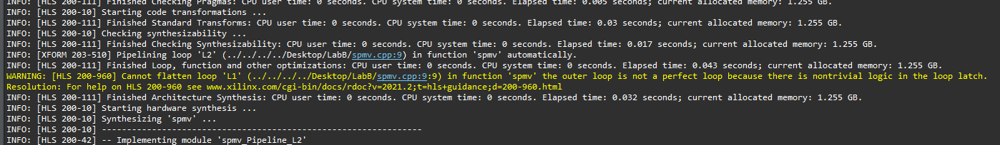 INFO: [HLS 200-111] Finished Checking Pragmas: CPU user time: 0 seconds. CPU system time: 0 seconds. Elapsed time: 0.005 seconds; current allocated memory: 1.255 GB.
INFO: [HLS 200-10] Starting code transformations ...
INFO: [HLS 200-111] Finished Standard Transforms: CPU user time: 0 seconds. CPU system time: 0 seconds. Elapsed time: 0.03 seconds; current allocated memory: 1.255 GB.
INFO: [HLS 200-10] Checking synthesizability ...
INFO: [HLS 200-111] Finished Checking Synthesizability: CPU user time: 0 seconds. CPU system time: 0 seconds. Elapsed time: 0.017 seconds; current allocated memory: 1.255 GB.
INFO: [XFORM 203-510] Pipelining loop 'L2' (../../../../Desktop/LabB/spmv.cpp:9) in function 'spmv' automatically.
INFO: [HLS 200-111] Finished Loop, function and other optimizations: CPU user time: 0 seconds. CPU system time: 0 seconds. Elapsed time: 0.043 seconds; current allocated memory: 1.255 GB.
WARNING: [HLS 200-960] Cannot flatten loop 'L1' (../../../../Desktop/LabB/spmv.cpp:9:9) in function 'spmv' the outer loop is not a perfect loop because there is nontrivial logic in the loop latch.
Resolution: For help on HLS 200-960 see www.xilinx.com/cgi-bin/docs/rdoc?v=2021.2;t=hls+guidance;d=200-960.html
INFO: [HLS 200-111] Finished Architecture Synthesis: CPU user time: 0 seconds. CPU system time: 0 seconds. Elapsed time: 0.032 seconds; current allocated memory: 1.255 GB.
INFO: [HLS 200-10] Starting hardware synthesis ...
INFO: [HLS 200-10] Synthesizing 'spmv' ...
INFO: [HLS 200-10] ----------------------------------------------------------------
INFO: [HLS 200-42] -- Implementing module 'spmv_Pipeline_L2'